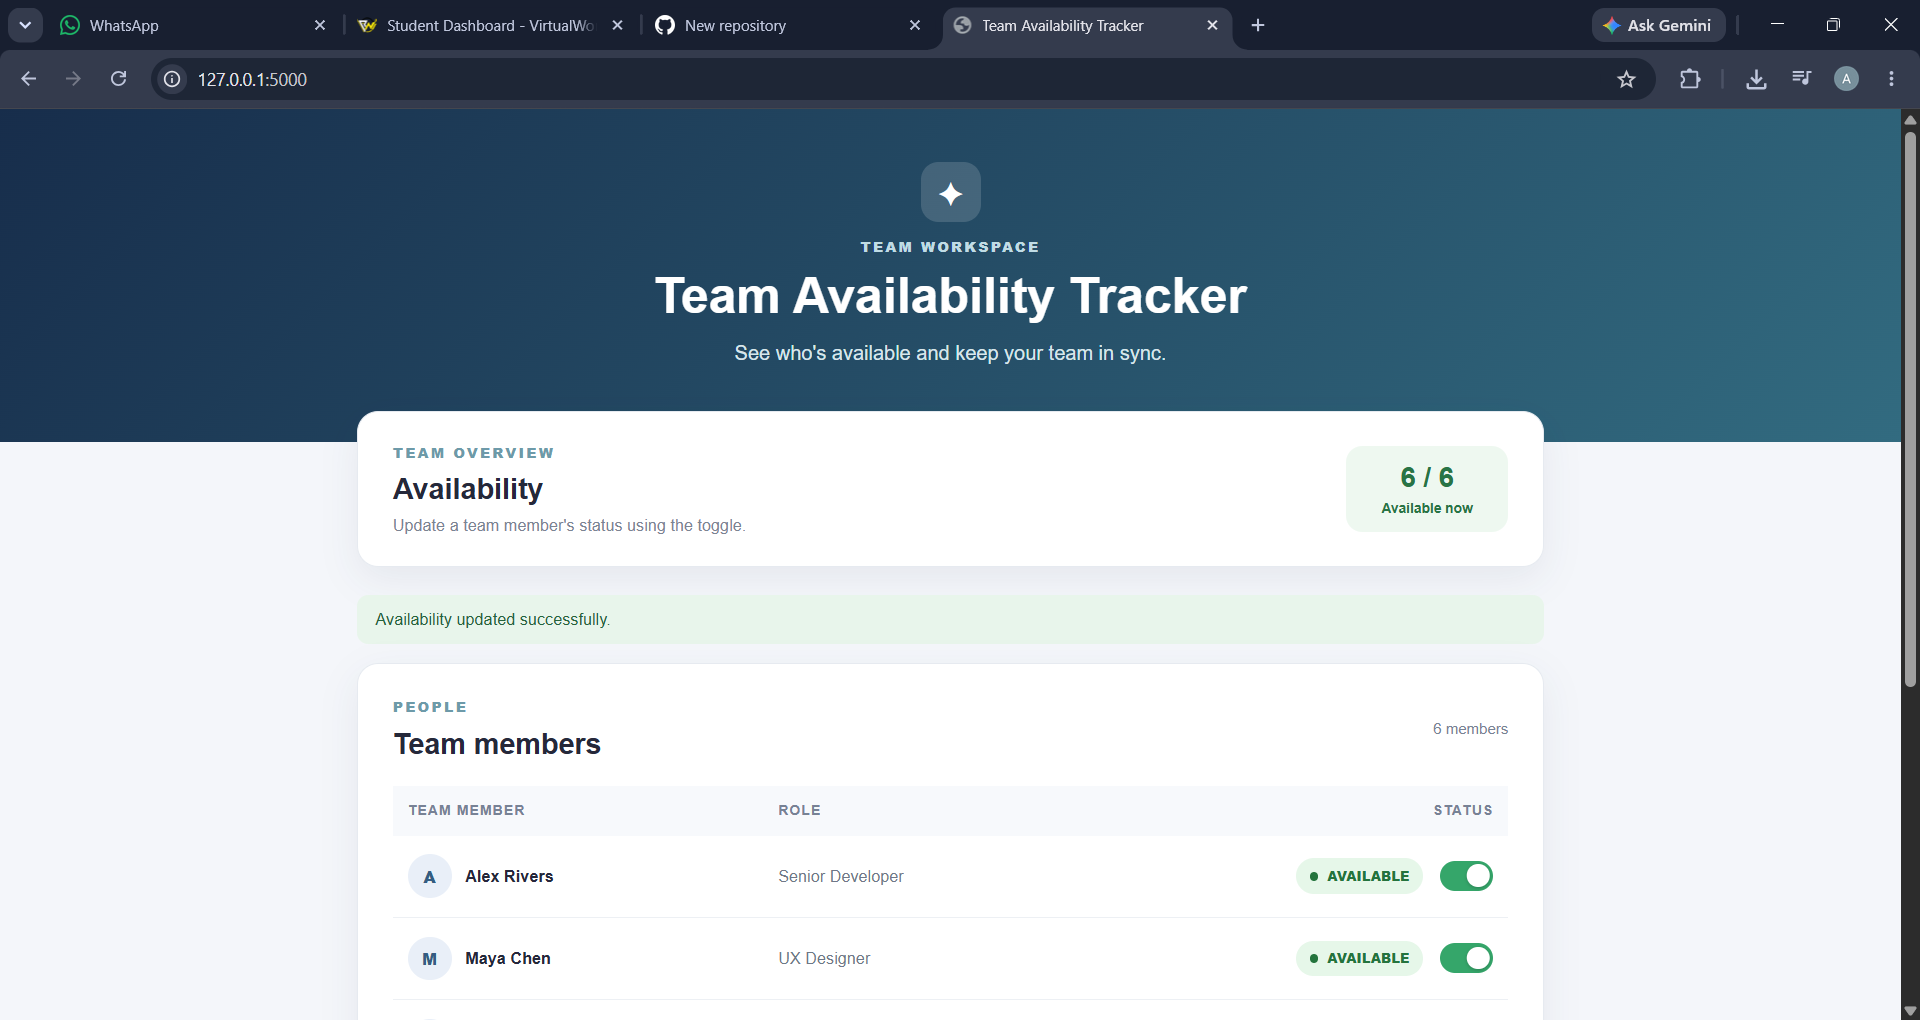 WhatsApp
Student Dashboard - VirtualWo
New repository
Team Availability Tracker
Ask Gemini
127.0.0.1:5000
A
TEAM WORKSPACE
Team Availability Tracker
See who's available and keep your team in sync.
TEAM OVERVIEW
Availability
Update a team member's status using the toggle.
6 / 6
Available now
Availability updated successfully.
PEOPLE
Team members
6 members
TEAM MEMBER ROLE STATUS
A Alex Rivers Senior Developer AVAILABLE
M Maya Chen UX Designer AVAILABLE